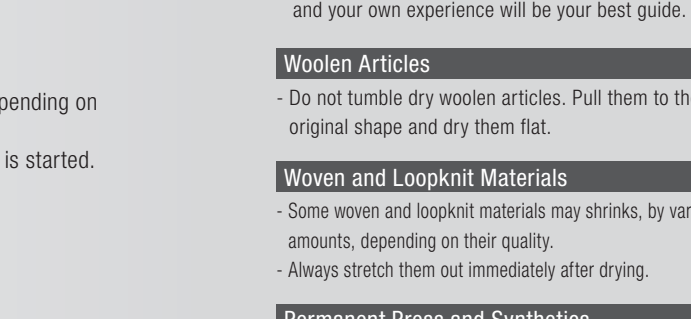 pending on
is started.
and your own experience will be your best guide.
Woolen Articles
- Do not tumble dry woolen articles. Pull them to
original shape and dry them flat.
Woven and Loopknit Materials
- Some woven and loopknit materials may shrinks, by
amounts, depending on their quality.
- Always stretch them out immediately after drying.
Permanent Press and Synthetics